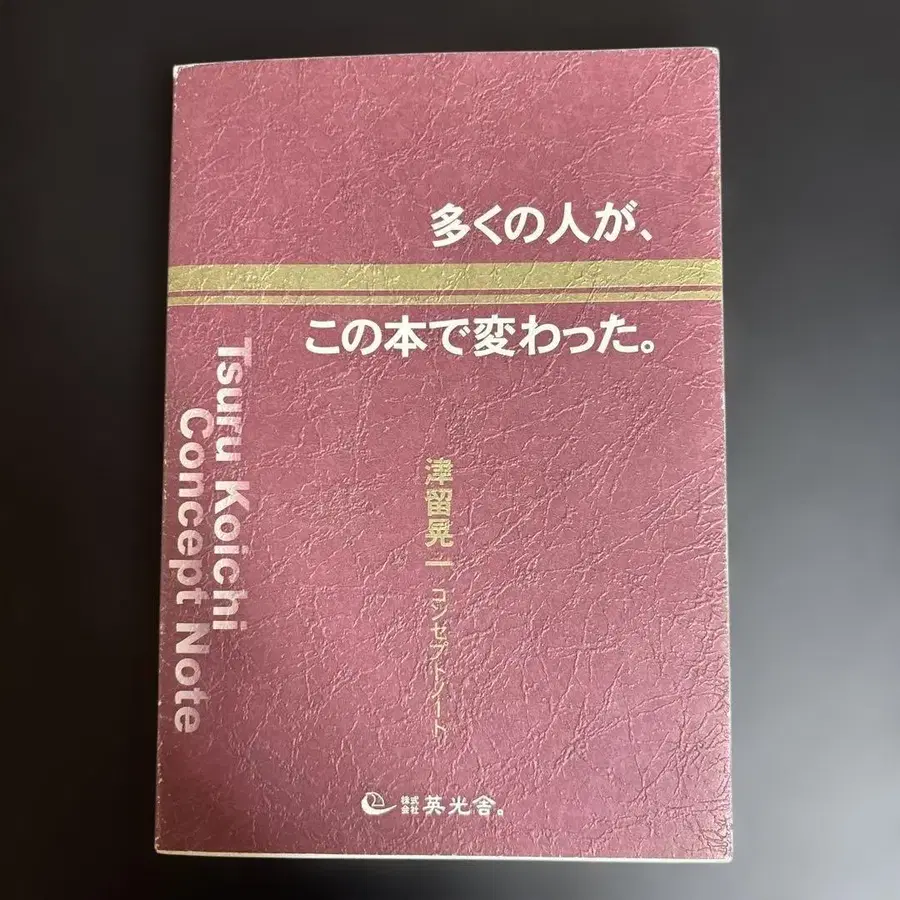 多くの人が、
この本で変わった。
津留晃一 コンセプトノート
Tsuru Koichi
Concept Note
株式会社 英光舎。